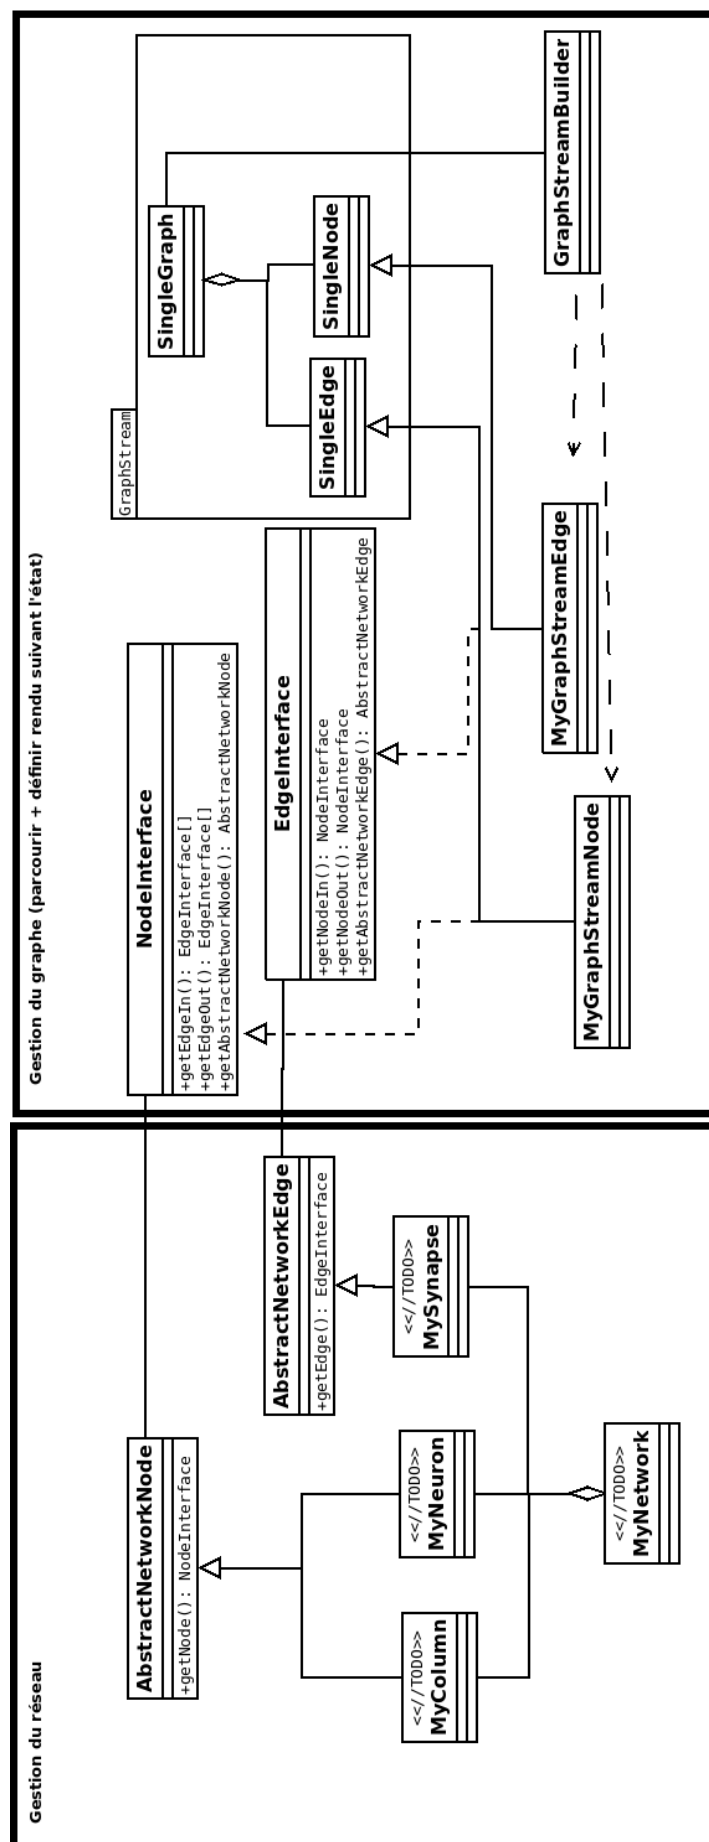 Gestion du réseau
AbstractNetworkNode
+getNode(): NodeInterface
AbstractNetworkEdge
+getEdge(): EdgeInterface
<<//TODO>>
MyColumn
<<//TODO>>
MyNeuron
<<//TODO>>
MySynapse
<<//TODO>>
MyNetwork
Gestion du graphe (parcourir + définir rendu suivant l'état)
NodeInterface
+getEdgeIn(): EdgeInterface[]
+getEdgeOut(): EdgeInterface[]
+getAbstractNetworkNode(): AbstractNetworkNode
EdgeInterface
+getNodeIn(): NodeInterface
+getNodeOut(): NodeInterface
+getAbstractNetworkEdge(): AbstractNetworkEdge
GraphStream
SingleGraph
SingleEdge
SingleNode
MyGraphStreamNode
MyGraphStreamEdge
GraphStreamBuilder